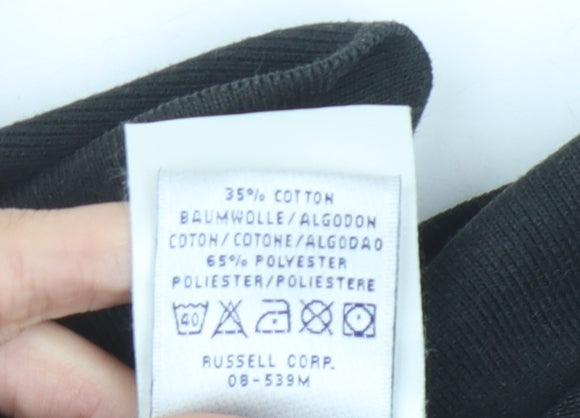 35% COTTON
BAUMWOLLE/ALGODON
COTON/COTONE/ALGODAO
65% POLYESTER
POLIESTER/POLIESTERE
40
RUSSELL CORP.
08-539M